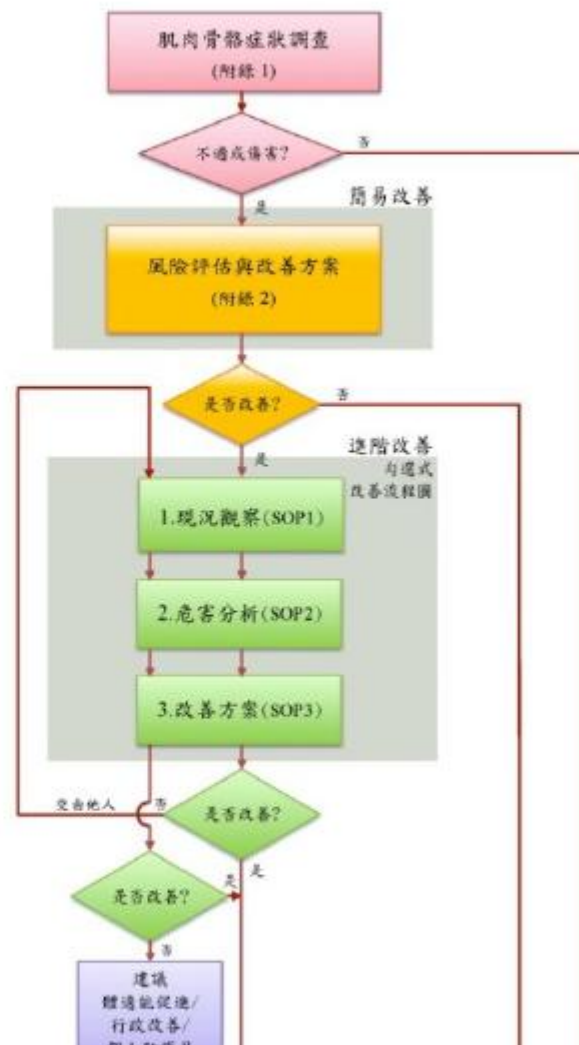 肌肉骨骼症狀調查
(附錄 1)
不適或傷害?
否
是
簡易改善
風險評估與改善方案
(附錄 2)
是否改善?
否
是
進階改善
勾選式
改善流程圖
1.現況觀察(SOP1)
2.危害分析(SOP2)
3.改善方案(SOP3)
交由他人
否
是否改善?
是
是否改善?
是
否
建議
體適能促進/
行政改善/